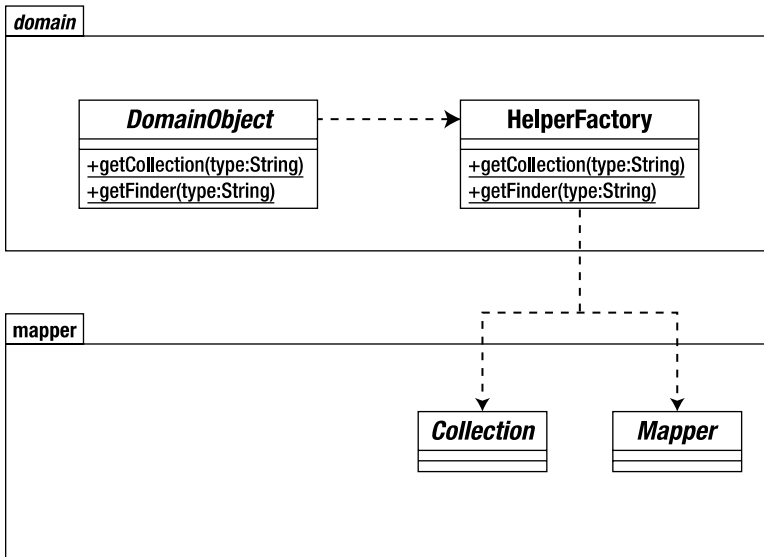 domain
DomainObject
+getCollection(type:String)
+getFinder(type:String)
HelperFactory
+getCollection(type:String)
+getFinder(type:String)
mapper
Collection
Mapper